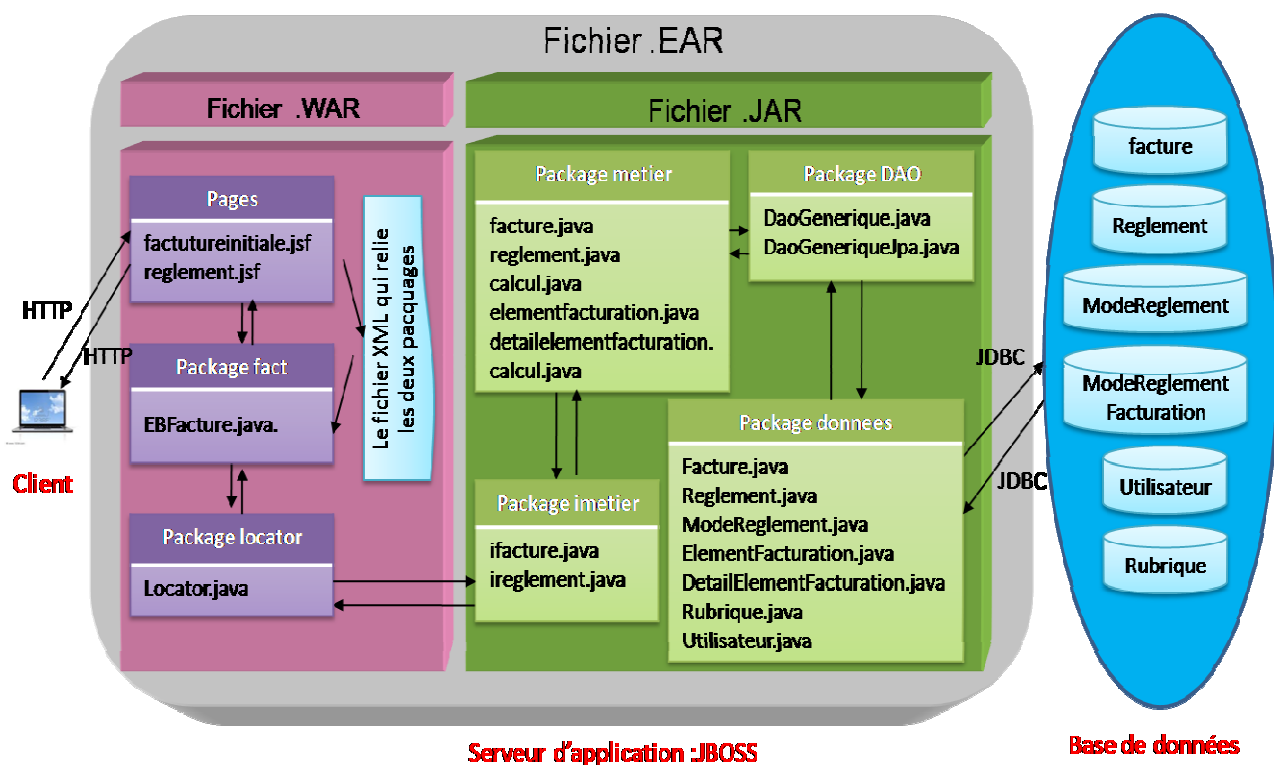 Fichier .EAR
Fichier .WAR
Fichier .JAR
Pages
factutureinitiale.jsf
reglement.jsf
Le fichier XML qui relie
les deux pacquages
Package fact
EBFacture.java.
Package locator
Locator.java
Package metier
facture.java
reglement.java
calcul.java
elementfacturation.java
detailelementfacturation.
calcul.java
Package DAO
DaoGenerique.java
DaoGeneriqueJpa.java
Package imetier
ifacture.java
ireglement.java
Package donnees
Facture.java
Reglement.java
ModeReglement.java
ElementFacturation.java
DetailElementFacturation.java
Rubrique.java
Utilisateur.java
HTTP
HTTP
Client
JDBC
JDBC
facture
Reglement
ModeReglement
ModeReglement
Facturation
Utilisateur
Rubrique
Serveur d'application :JBOSS
Base de données